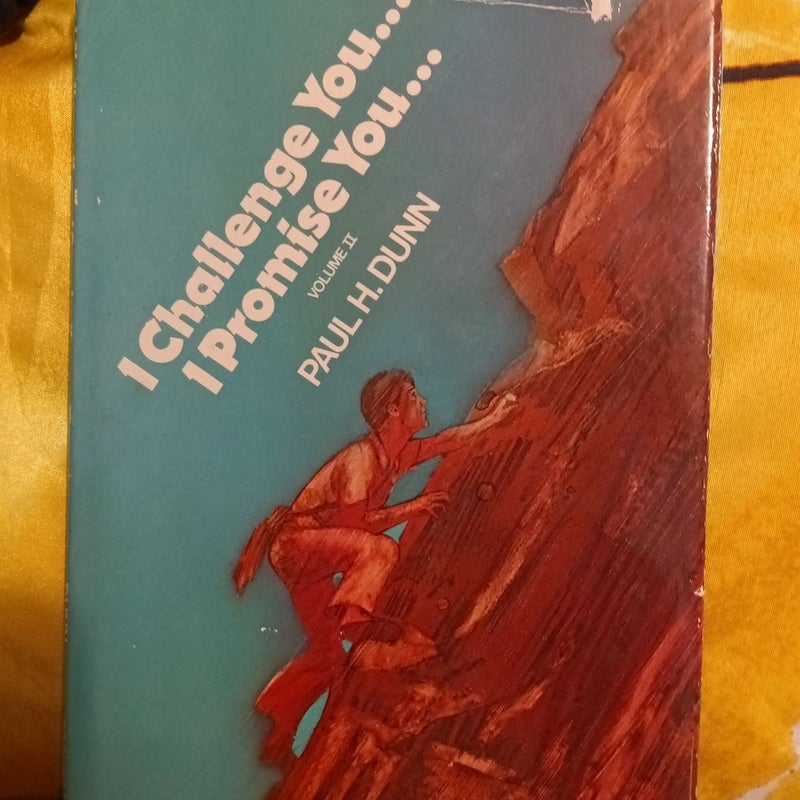 I Challenge You...
I Promise You...
VOLUME II
PAUL H. DUNN